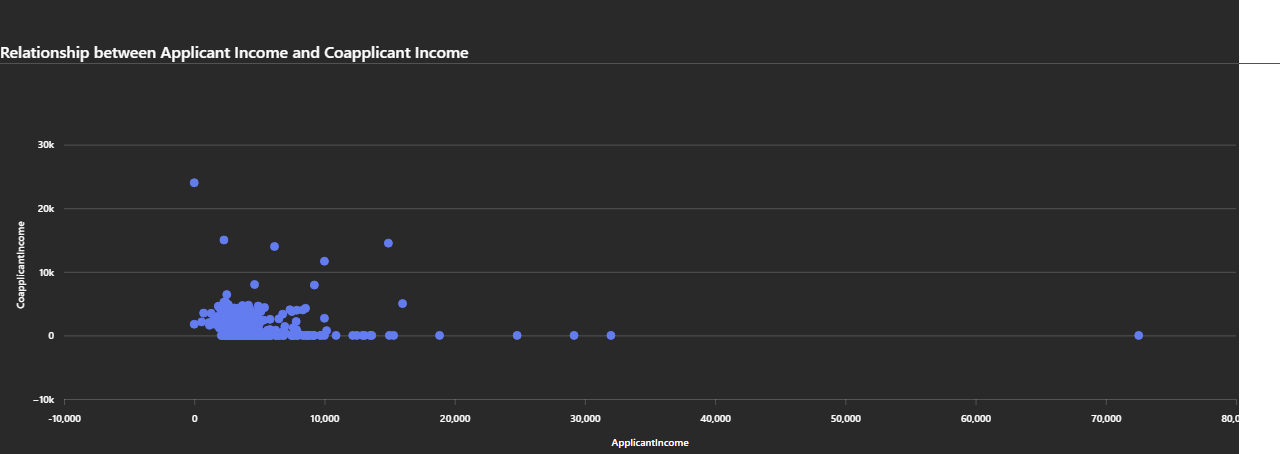 Relationship between Applicant Income and Coapplicant Income
30k
20k
10k
0
−10k
CoapplicantIncome
-10,000 0 10,000 20,000 30,000 40,000 50,000 60,000 70,000 80,0
ApplicantIncome